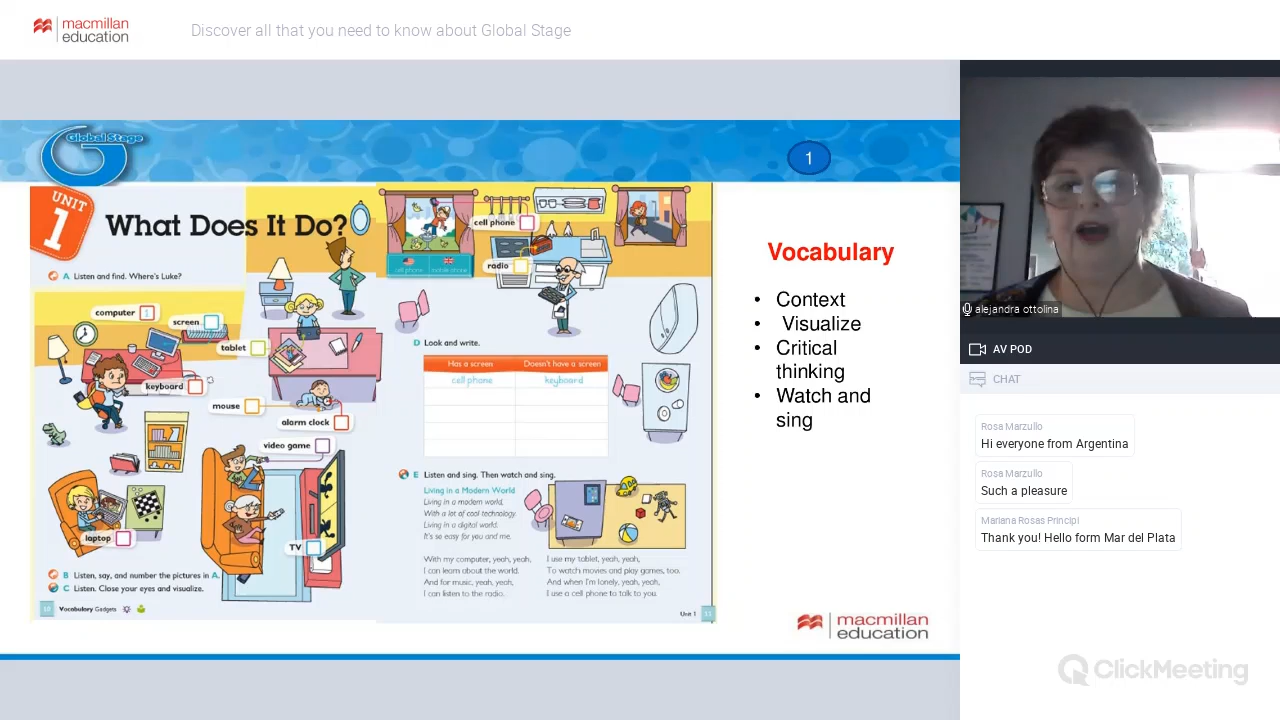 macmillan
education
Discover all that you need to know about Global Stage
Global Stage
1
UNIT
1
What Does It Do?
A Listen and find. Where's Luke?
computer 1
screen
tablet
keyboard
mouse
alarm clock
video game
laptop
TV
B Listen, say, and number the pictures in A.
C Listen. Close your eyes and visualize.
10 Vocabulary Gadgets
cell phone
radio
cell phone mobile phone
D Look and write.
Has a screen Doesn't have a screen
cell phone keyboard
E Listen and sing. Then watch and sing.
Living in a Modern World
Living in a modern world,
With a lot of cool technology.
Living in a digital world.
It's so easy for you and me.
With my computer, yeah, yeah,
I can learn about the world.
And for music, yeah, yeah,
I can listen to the radio.
I use my tablet, yeah, yeah,
To watch movies and play games, too.
And when I'm lonely, yeah, yeah,
I use a cell phone to talk to you.
Unit 1 11
Vocabulary
• Context
• Visualize
• Critical
thinking
• Watch and
sing
macmillan
education
alejandra ottolina
AV POD
CHAT
Rosa Marzullo
Hi everyone from Argentina
Rosa Marzullo
Such a pleasure
Mariana Rosas Principi
Thank you! Hello form Mar del Plata
ClickMeeting